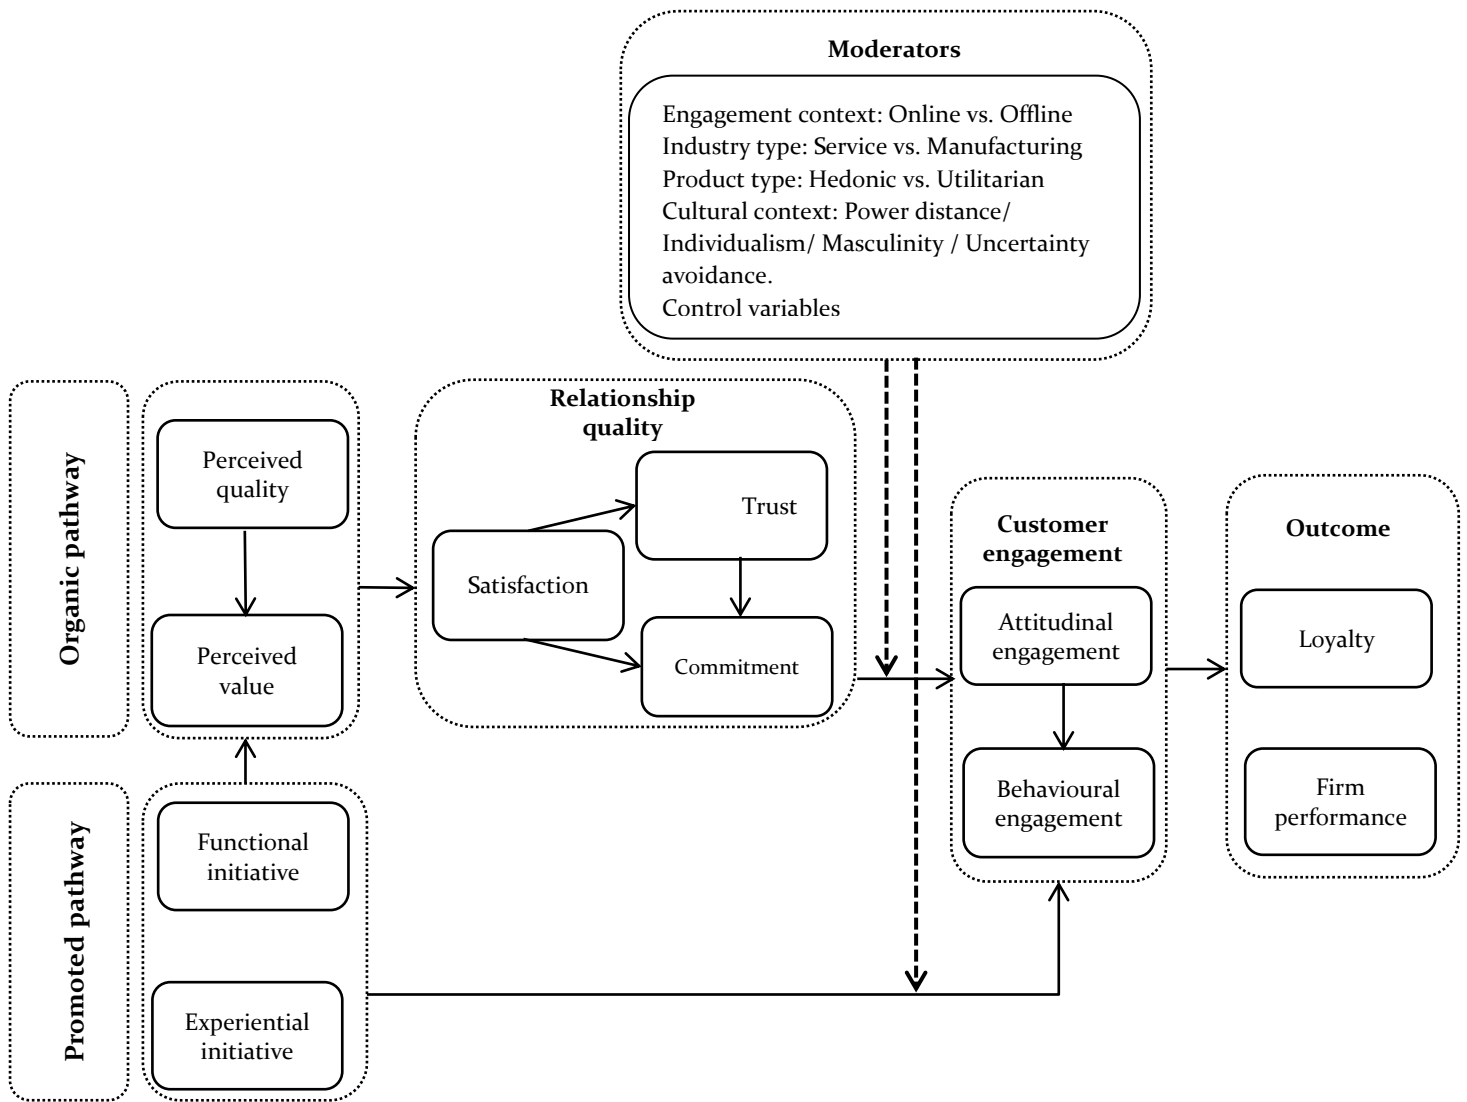 Moderators
Engagement context: Online vs. Offline
Industry type: Service vs. Manufacturing
Product type: Hedonic vs. Utilitarian
Cultural context: Power distance/
Individualism/ Masculinity / Uncertainty
avoidance.
Control variables
Organic pathway
Perceived
quality
Perceived
value
Relationship
quality
Satisfaction
Trust
Commitment
Customer
engagement
Attitudinal
engagement
Behavioural
engagement
Outcome
Loyalty
Firm
performance
Promoted pathway
Functional
initiative
Experiential
initiative